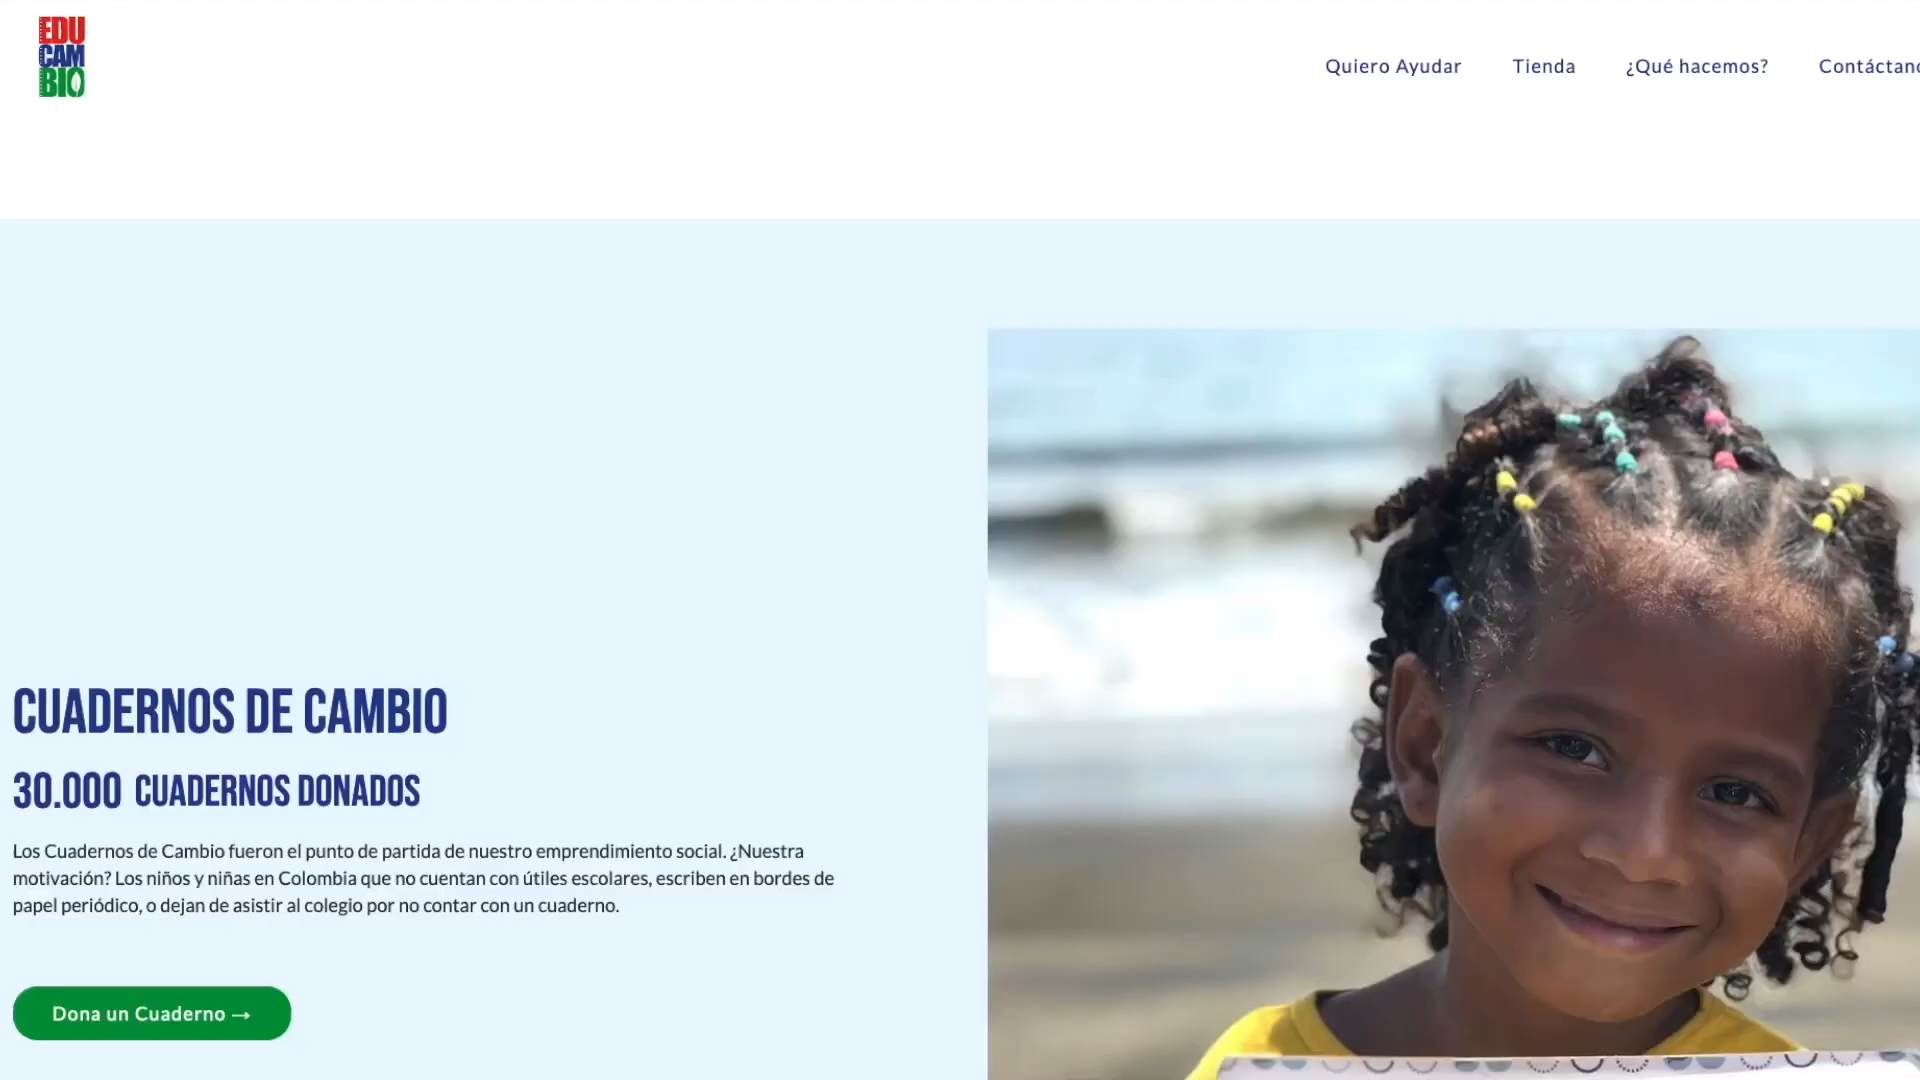 EDU
CAM
BIO
Quiero Ayudar
Tienda
¿Qué hacemos?
CUADERNOS DE CAMBIO
30.000 CUADERNOS DONADOS
Los Cuadernos de Cambio fueron el punto de partida de nuestro emprendimiento social. ¿Nuestra
motivación? Los niños y niñas en Colombia que no cuentan con útiles escolares, escriben en bordes de
papel periódico, o dejan de asistir al colegio por no contar con un cuaderno.
Dona un Cuaderno →